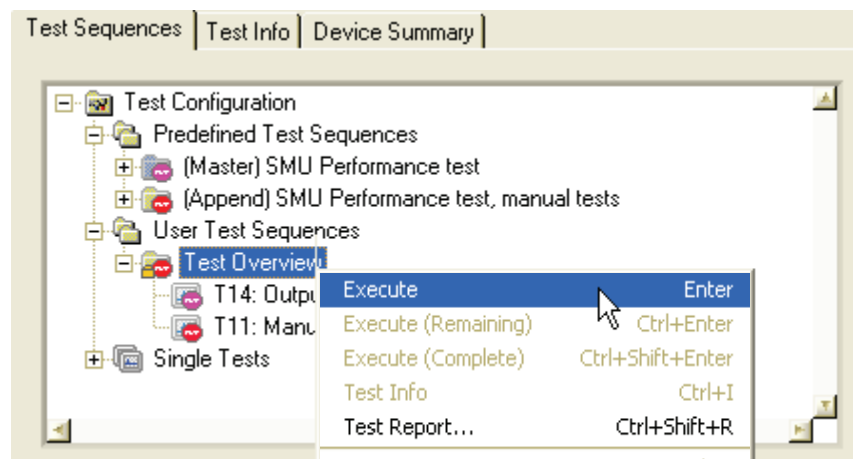 Test Sequences Test Info Device Summary
Test Configuration
Predefined Test Sequences
(Master) SMU Performance test
(Append) SMU Performance test, manual tests
User Test Sequences
Test Overview
T14: Outpu
T11: Manu
Single Tests
Execute Enter
Execute (Remaining) Ctrl+Enter
Execute (Complete) Ctrl+Shift+Enter
Test Info Ctrl+I
Test Report... Ctrl+Shift+R